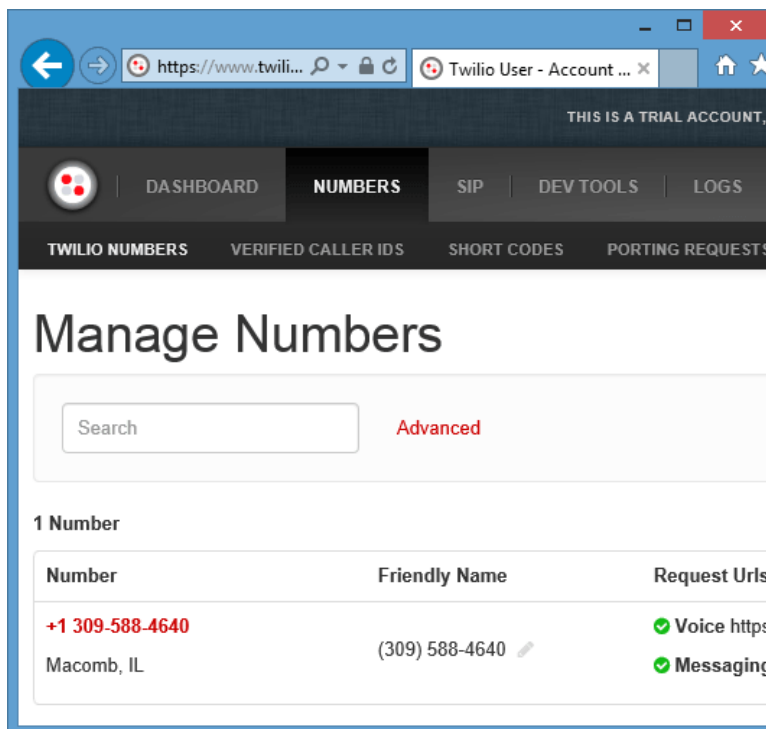 https://www.twili...
Twilio User - Account ...
THIS IS A TRIAL ACCOUNT,
DASHBOARD NUMBERS SIP DEV TOOLS LOGS
TWILIO NUMBERS VERIFIED CALLER IDS SHORT CODES PORTING REQUESTS
Manage Numbers
Search Advanced
1 Number
Number Friendly Name Request Urls
+1 309-588-4640 Voice https
(309) 588-4640
Macomb, IL Messaging